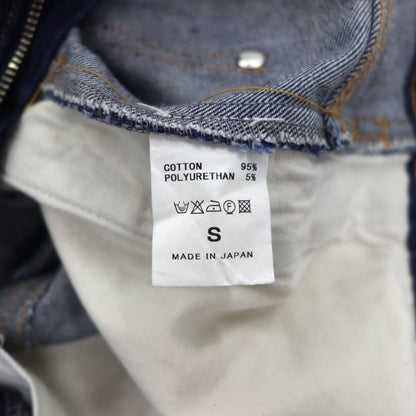 COTTON 95%
POLYURETHAN 5%
F
S
MADE IN JAPAN